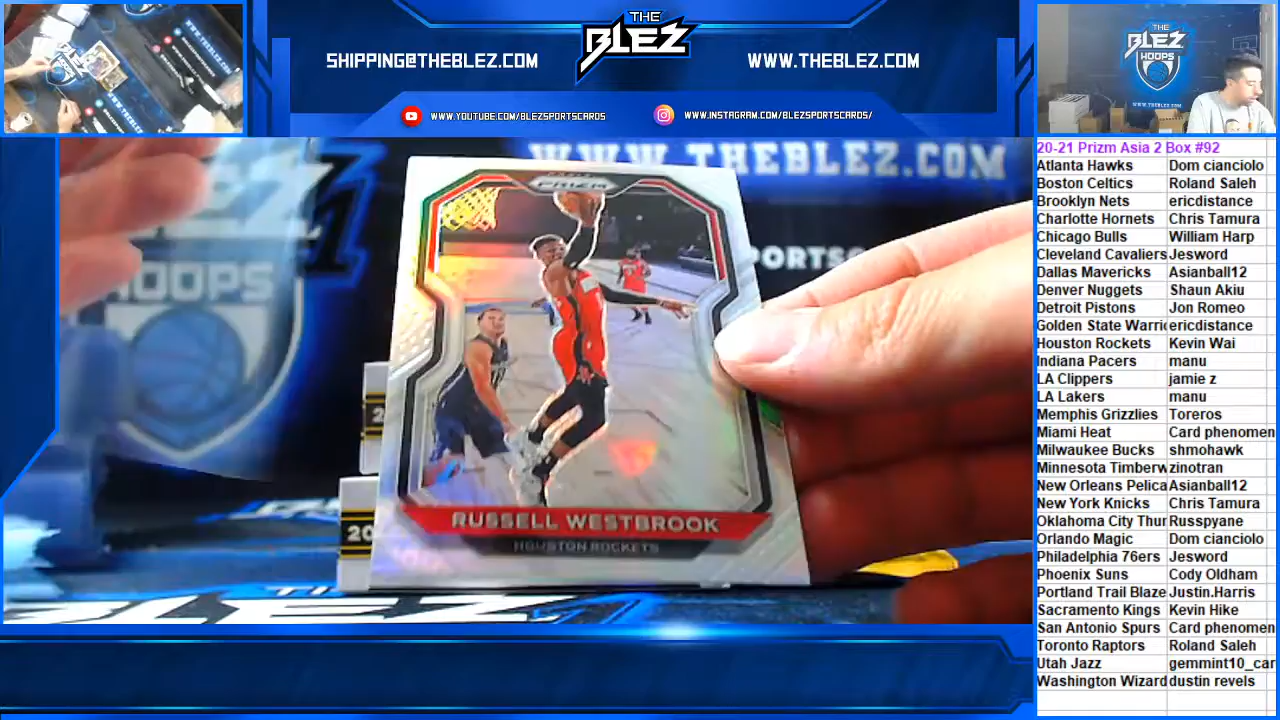 SHIPPING@THEBLEZ.COM
THE
BLEZ
WWW.THEBLEZ.COM
WWW.YOUTUBE.COM/BLEZSPORTSCARDS
WWW.INSTAGRAM.COM/BLEZSPORTSCARDS/
THE
BLEZ
HOOPS
WWW.THEBLEZ.COM
PRIZM
HOOPS
RUSSELL WESTBROOK
HOUSTON ROCKETS
20
BLEZ
20-21 Prizm Asia 2 Box #92
Atlanta Hawks Dom cianciolo
Boston Celtics Roland Saleh
Brooklyn Nets ericdistance
Charlotte Hornets Chris Tamura
Chicago Bulls William Harp
Cleveland Cavaliers Jesword
Dallas Mavericks Asianball12
Denver Nuggets Shaun Akiu
Detroit Pistons Jon Romeo
Golden State Warri ericdistance
Houston Rockets Kevin Wai
Indiana Pacers manu
LA Clippers jamie z
LA Lakers manu
Memphis Grizzlies Toreros
Miami Heat Card phenomen
Milwaukee Bucks shmohawk
Minnesota Timberw zinotran
New Orleans Pelica Asianball12
New York Knicks Chris Tamura
Oklahoma City Thur Russpyane
Orlando Magic Dom cianciolo
Philadelphia 76ers Jesword
Phoenix Suns Cody Oldham
Portland Trail Blaze Justin.Harris
Sacramento Kings Kevin Hike
San Antonio Spurs Card phenomen
Toronto Raptors Roland Saleh
Utah Jazz gemmint10_car
Washington Wizard dustin revels